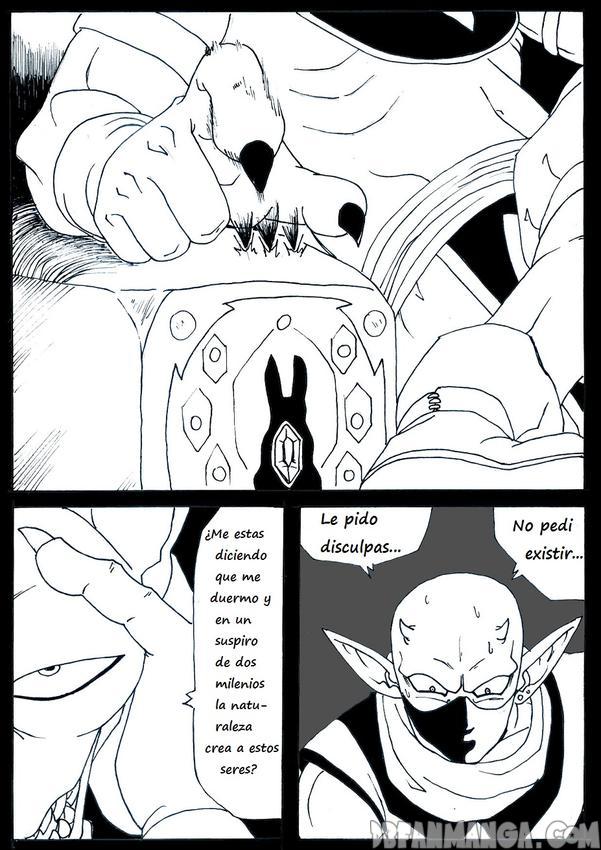 ¿Me estas
diciendo
que me
duermo y
en un
suspiro
de dos
milenios
la natu-
raleza
crea a estos
seres?
Le pido
disculpas...
No pedi
existir...
DBFANMANGA.COM